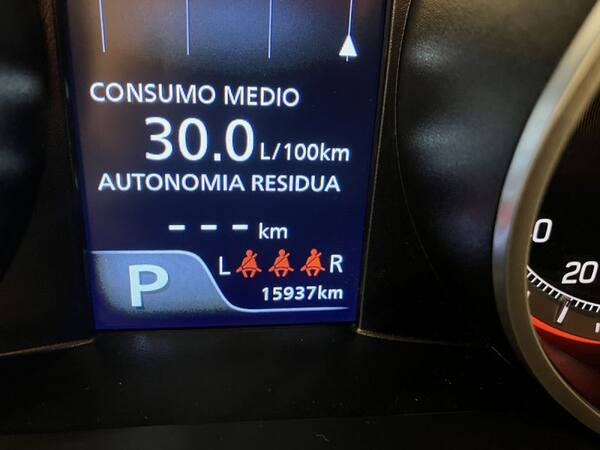 CONSUMO MEDIO
30.0 L/100km
AUTONOMIA RESIDUA
--- km
L R
P
15937km
20